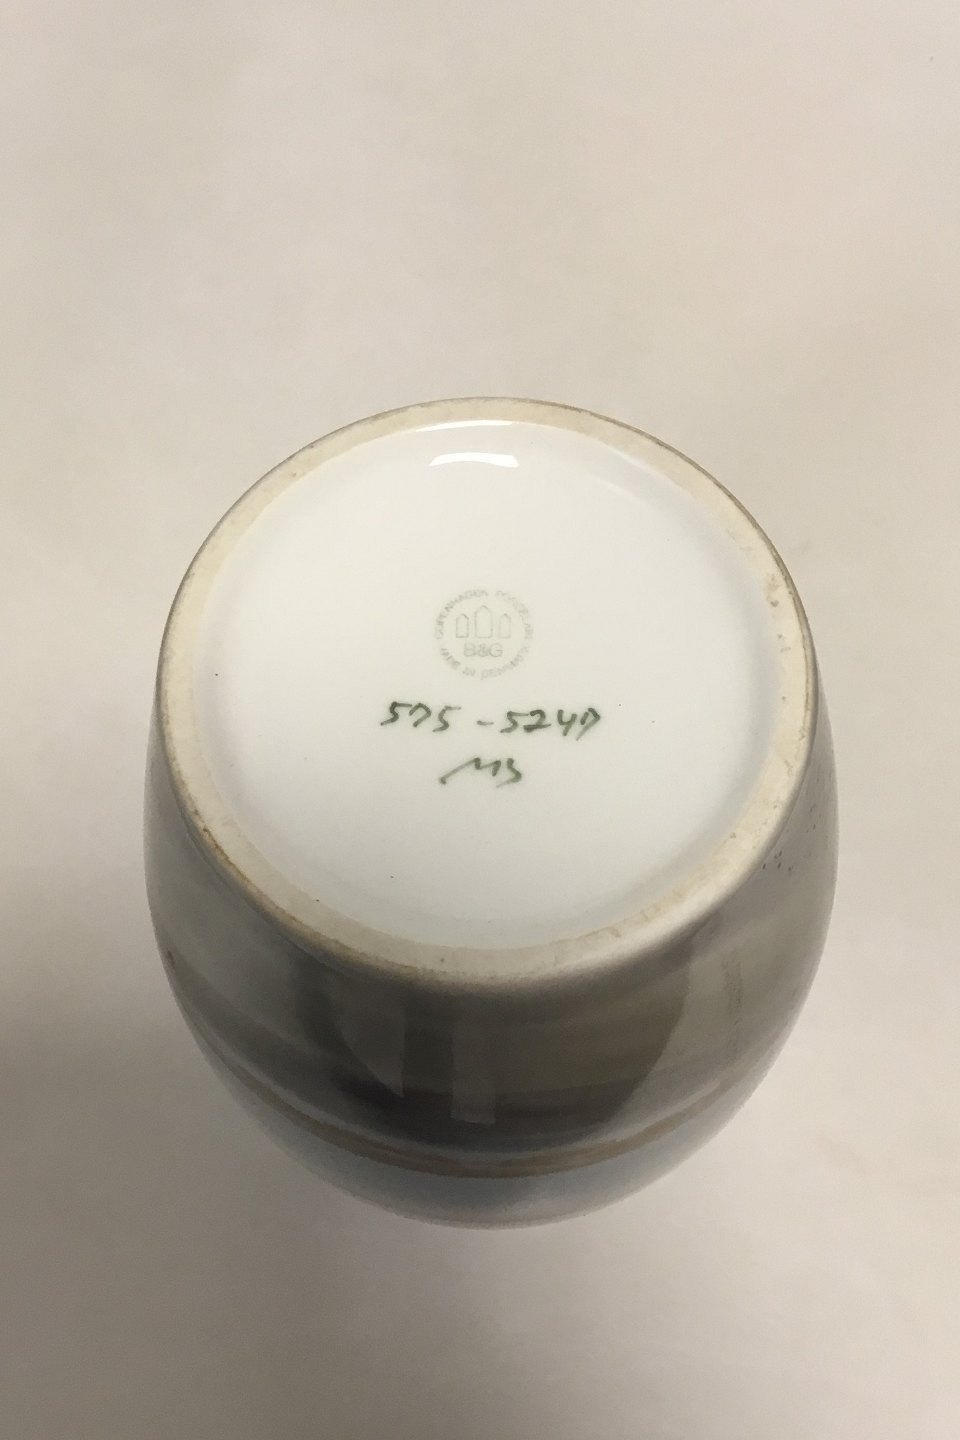 COPENHAGEN PORCELAIN
B&G
MADE IN DENMARK
575-5247
MB